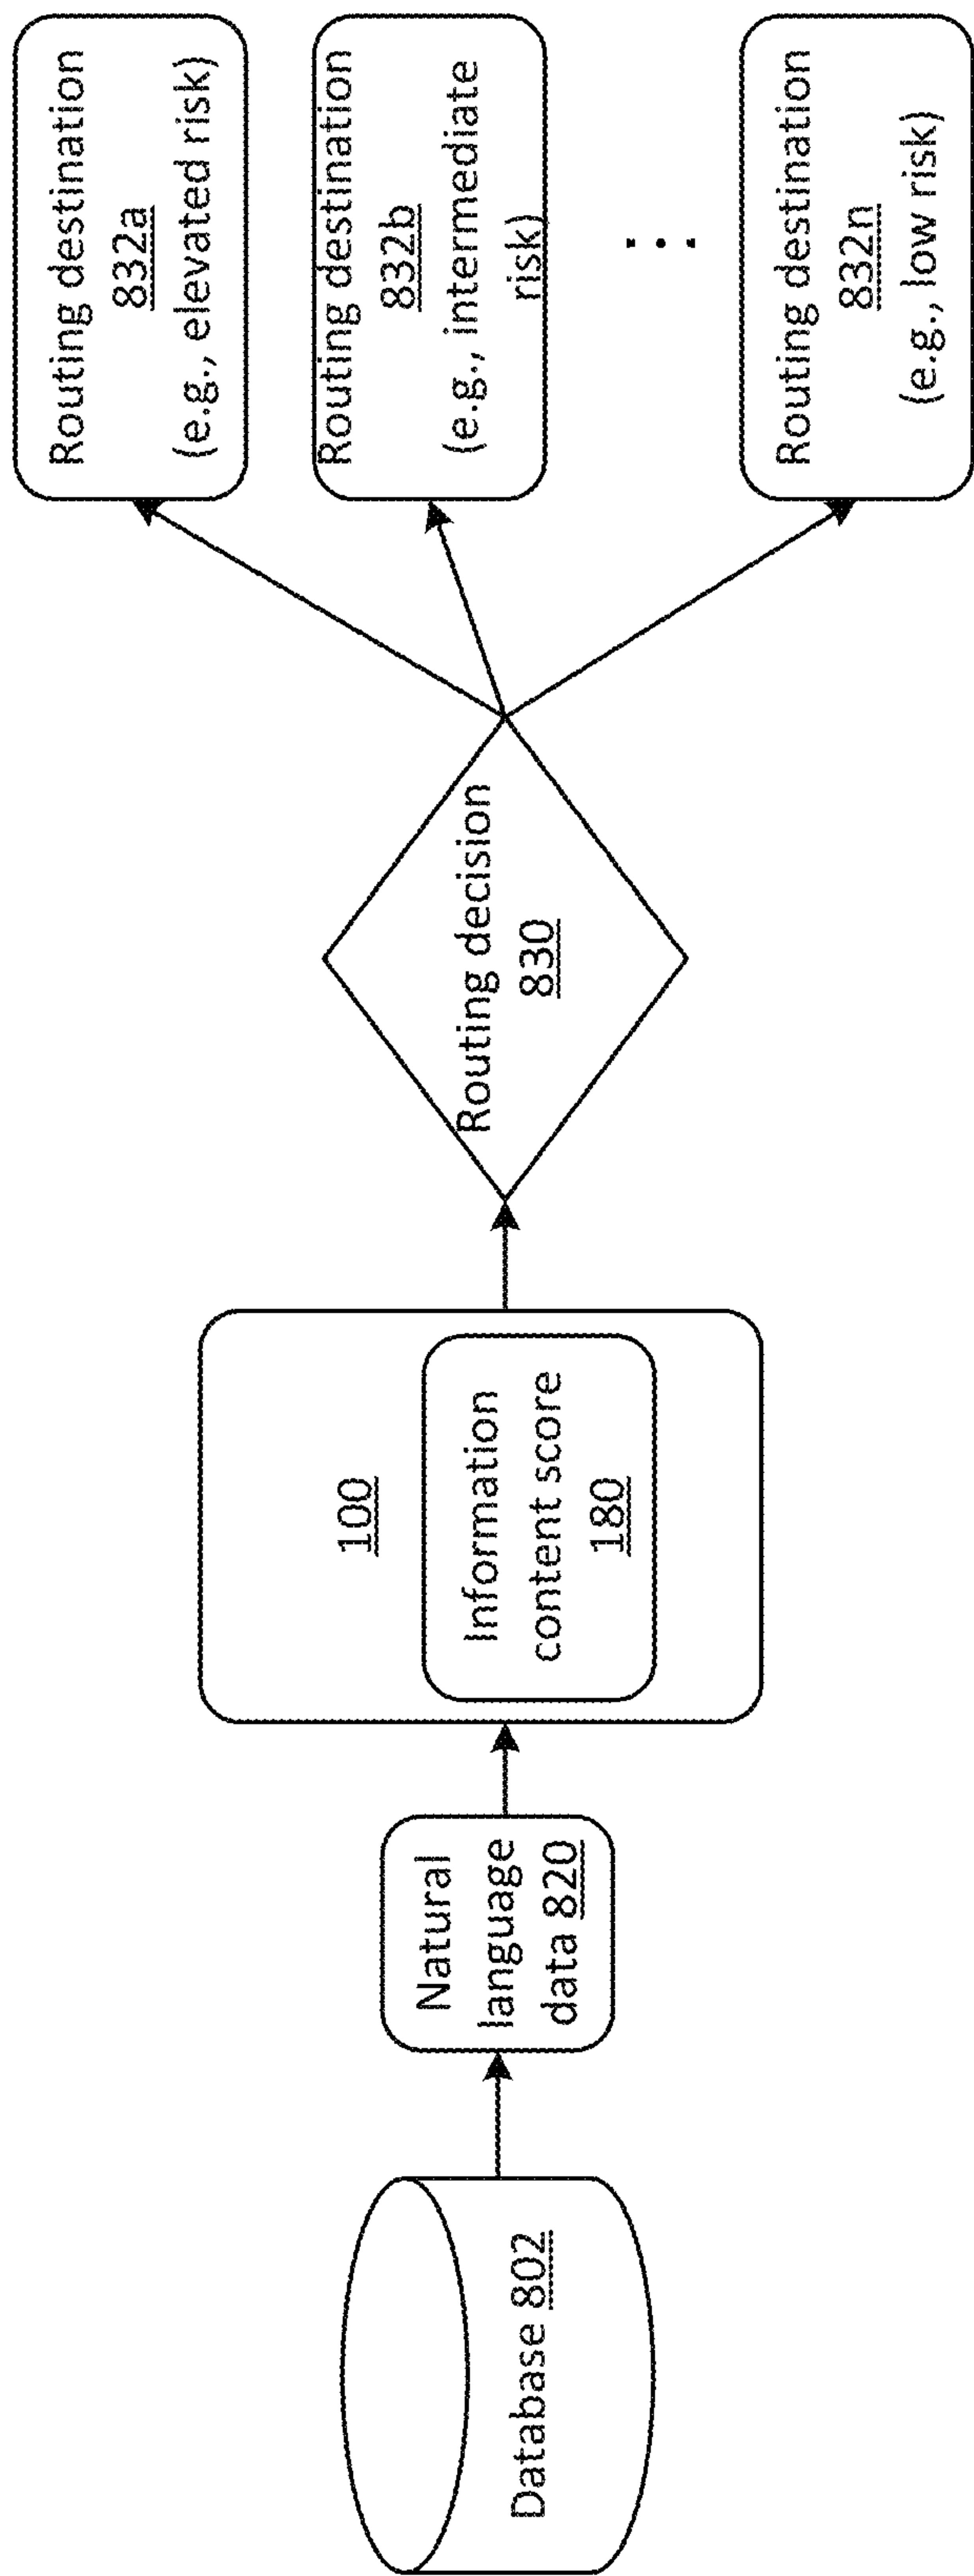 Database 802
Natural
language
data 820
100
Information
content score
180
Routing decision
830
Routing destination
832a
(e.g., elevated risk)
Routing destination
832b
(e.g., intermediate
risk)
...
Routing destination
832n
(e.g., low risk)